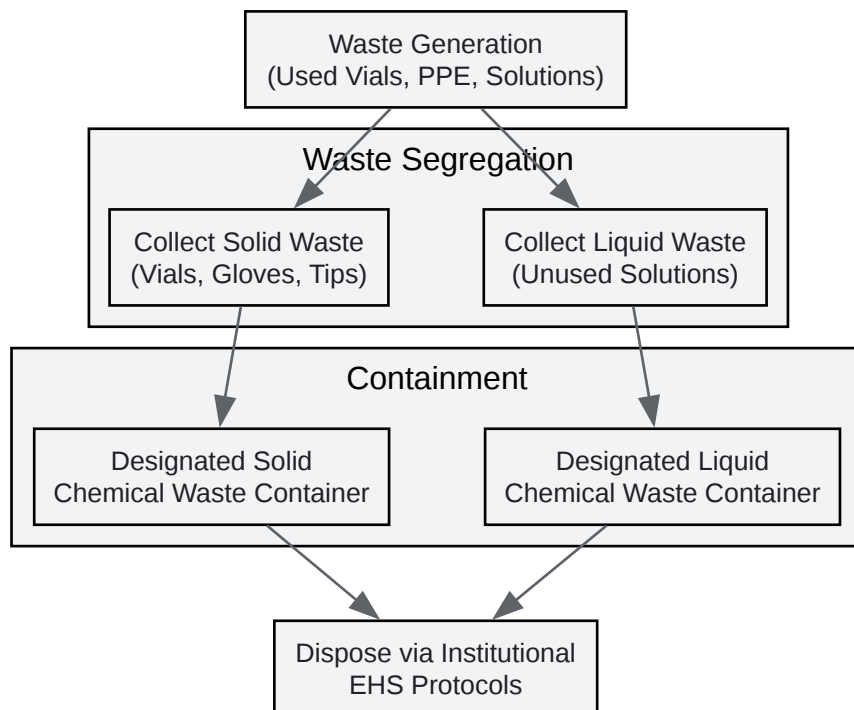 Waste Generation
(Used Vials, PPE, Solutions)
Waste Segregation
Collect Solid Waste
(Vials, Gloves, Tips)
Collect Liquid Waste
(Unused Solutions)
Containment
Designated Solid
Chemical Waste Container
Designated Liquid
Chemical Waste Container
Dispose via Institutional
EHS Protocols